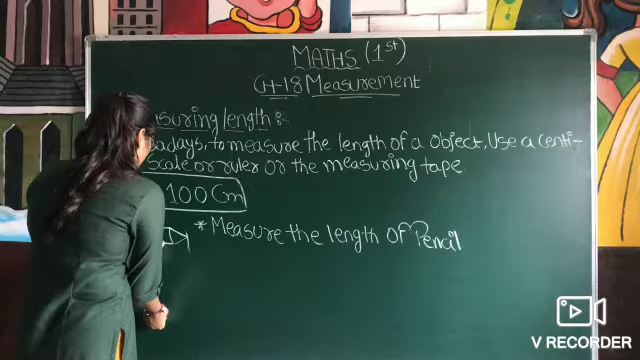 MATHS (1st)
CH-18 Measurement
suring length :-
adays, to measure the length of a object, Use a centi-
scale or ruler or the measuring tape
100 Cm
* Measure the length of Pencil
V RECORDER